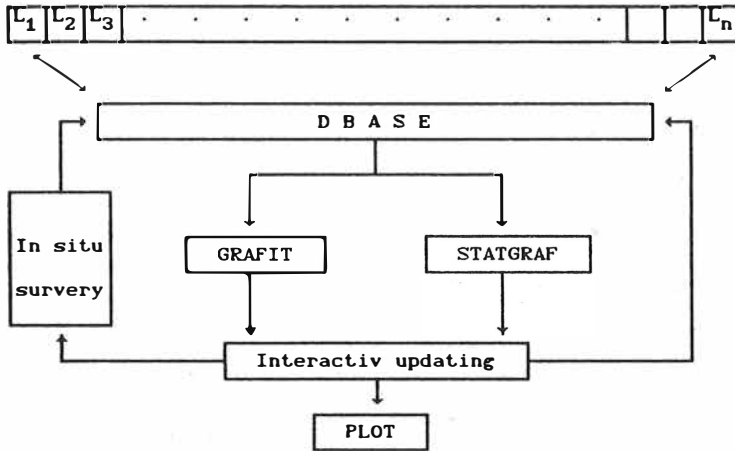 L1 L2 L3 . . . . . . . . . Ln
D B A S E
In situ
survery
GRAFIT
STATGRAF
Interactiv updating
PLOT